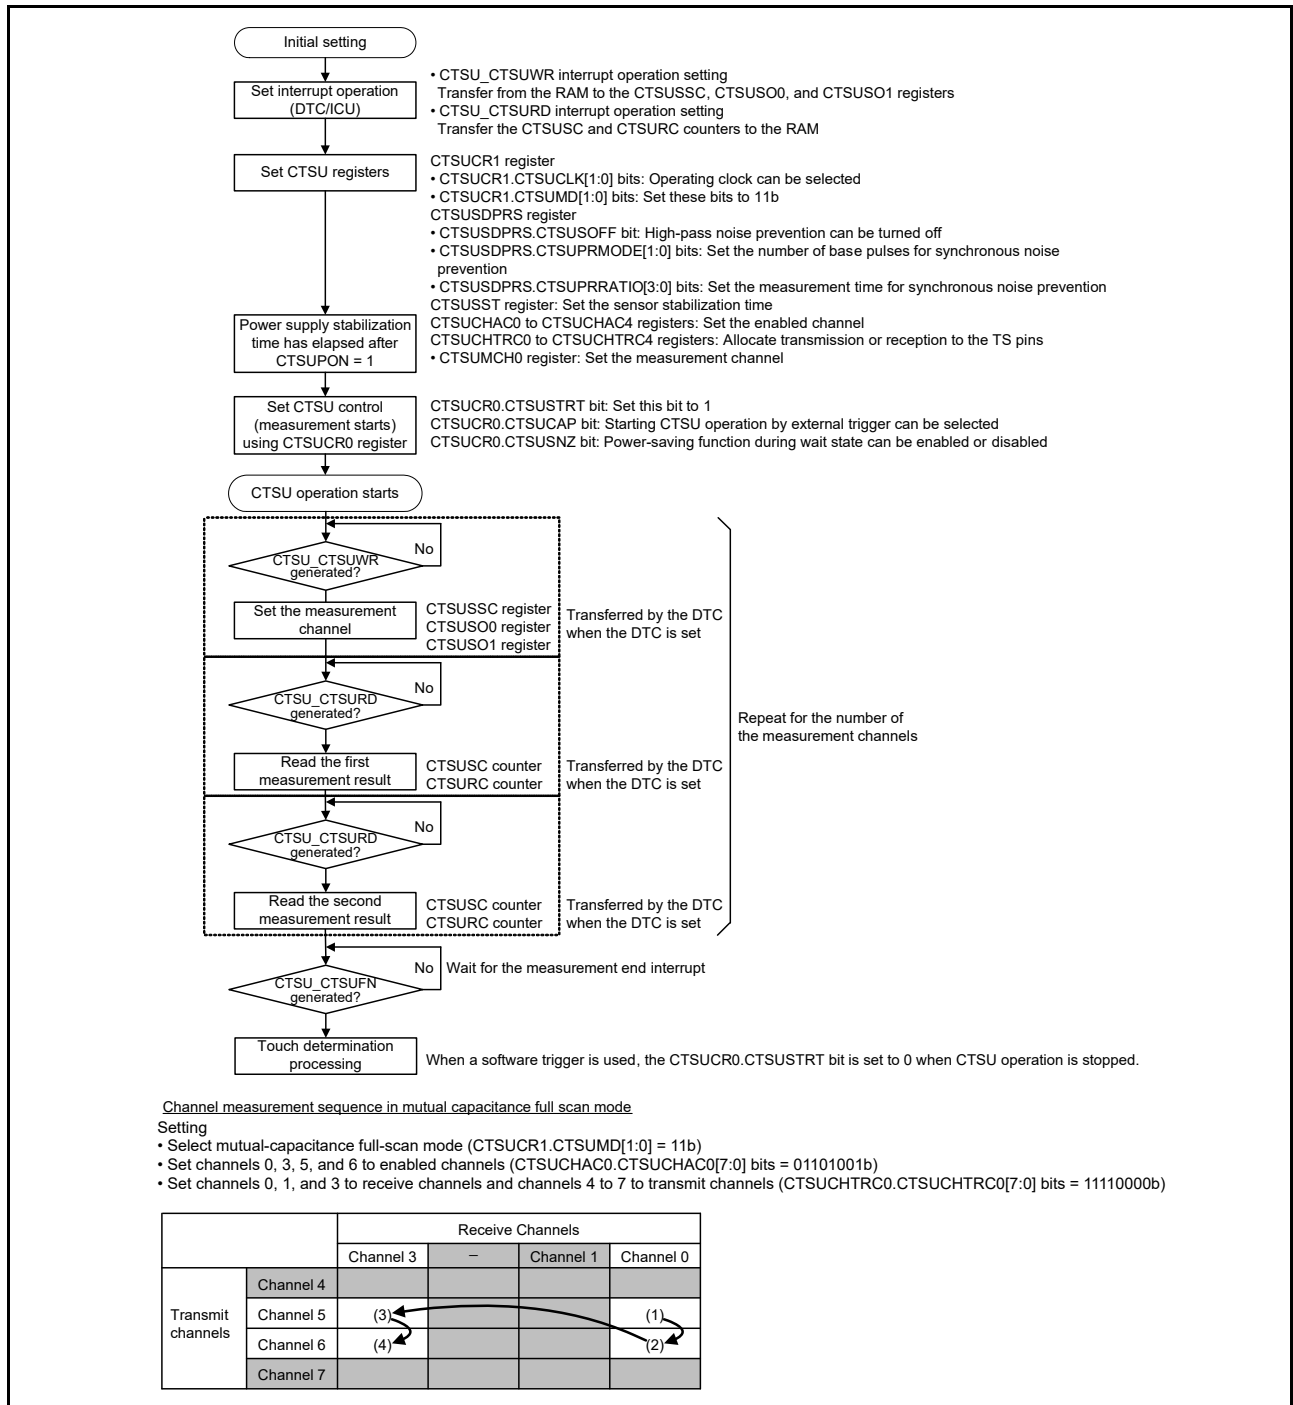 Initial setting
Set interrupt operation
(DTC/ICU)
• CTSU_CTSUWR interrupt operation setting
Transfer from the RAM to the CTSUSSC, CTSUSO0, and CTSUSO1 registers
• CTSU_CTSURD interrupt operation setting
Transfer the CTSUSC and CTSURC counters to the RAM
Set CTSU registers
CTSUCR1 register
• CTSUCR1.CTSUCLK[1:0] bits: Operating clock can be selected
• CTSUCR1.CTSUMD[1:0] bits: Set these bits to 11b
CTSUSDPRS register
• CTSUSDPRS.CTSUSOFF bit: High-pass noise prevention can be turned off
• CTSUSDPRS.CTSUPRMODE[1:0] bits: Set the number of base pulses for synchronous noise
prevention
• CTSUSDPRS.CTSUPRRATIO[3:0] bits: Set the measurement time for synchronous noise prevention
CTSUSST register: Set the sensor stabilization time
CTSUCHAC0 to CTSUCHAC4 registers: Set the enabled channel
CTSUCHTRC0 to CTSUCHTRC4 registers: Allocate transmission or reception to the TS pins
• CTSUMCH0 register: Set the measurement channel
Power supply stabilization
time has elapsed after
CTSUPON = 1
Set CTSU control
(measurement starts)
using CTSUCR0 register
CTSUCR0.CTSUSTRT bit: Set this bit to 1
CTSUCR0.CTSUCAP bit: Starting CTSU operation by external trigger can be selected
CTSUCR0.CTSUSNZ bit: Power-saving function during wait state can be enabled or disabled
CTSU operation starts
CTSU_CTSUWR
generated?
No
Set the measurement
channel
CTSUSSC register
CTSUSO0 register
CTSUSO1 register
Transferred by the DTC
when the DTC is set
CTSU_CTSURD
generated?
No
Read the first
measurement result
CTSUSC counter
CTSURC counter
Transferred by the DTC
when the DTC is set
Repeat for the number of
the measurement channels
CTSU_CTSURD
generated?
No
Read the second
measurement result
CTSUSC counter
CTSURC counter
Transferred by the DTC
when the DTC is set
CTSU_CTSUFN
generated?
No
Wait for the measurement end interrupt
Touch determination
processing
When a software trigger is used, the CTSUCR0.CTSUSTRT bit is set to 0 when CTSU operation is stopped.
Channel measurement sequence in mutual capacitance full scan mode
Setting
• Select mutual-capacitance full-scan mode (CTSUCR1.CTSUMD[1:0] = 11b)
• Set channels 0, 3, 5, and 6 to enabled channels (CTSUCHAC0.CTSUCHAC0[7:0] bits = 01101001b)
• Set channels 0, 1, and 3 to receive channels and channels 4 to 7 to transmit channels (CTSUCHTRC0.CTSUCHTRC0[7:0] bits = 11110000b)
Receive Channels
Channel 3 – Channel 1 Channel 0
Transmit
channels
Channel 4
Channel 5 (3) (1)
Channel 6 (4) (2)
Channel 7